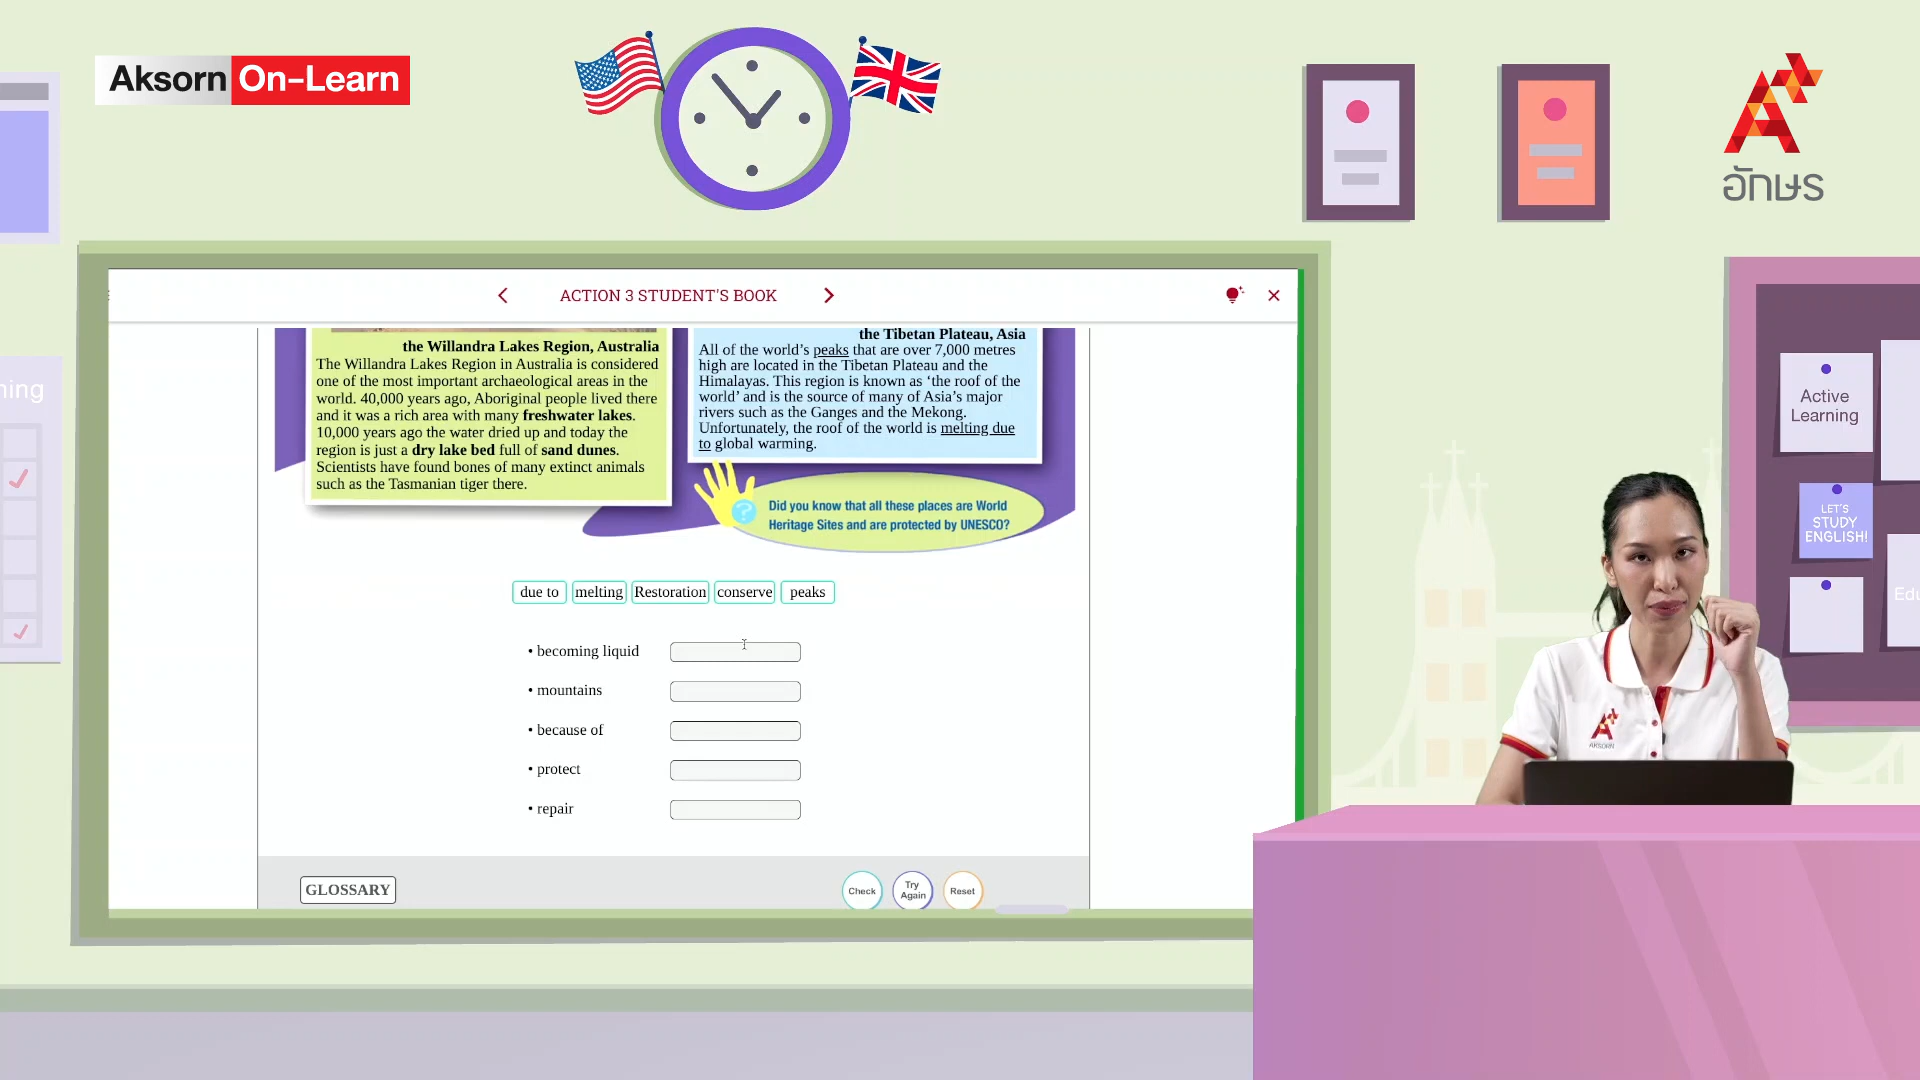 Aksorn On-Learn
อักษร
ning
ACTION 3 STUDENT'S BOOK
the Willandra Lakes Region, Australia
The Willandra Lakes Region in Australia is considered
one of the most important archaeological areas in the
world. 40,000 years ago, Aboriginal people lived there
and it was a rich area with many freshwater lakes.
10,000 years ago the water dried up and today the
region is just a dry lake bed full of sand dunes.
Scientists have found bones of many extinct animals
such as the Tasmanian tiger there.
the Tibetan Plateau, Asia
All of the world's peaks that are over 7,000 metres
high are located in the Tibetan Plateau and the
Himalayas. This region is known as 'the roof of the
world' and is the source of many of Asia's major
rivers such as the Ganges and the Mekong.
Unfortunately, the roof of the world is melting due
to global warming.
?
Did you know that all these places are World
Heritage Sites and are protected by UNESCO?
due to melting Restoration conserve peaks
• becoming liquid
• mountains
• because of
• protect
• repair
GLOSSARY
Check
Try
Again
Reset
Active
Learning
LET'S
STUDY
ENGLISH!
Edu
AKSORN